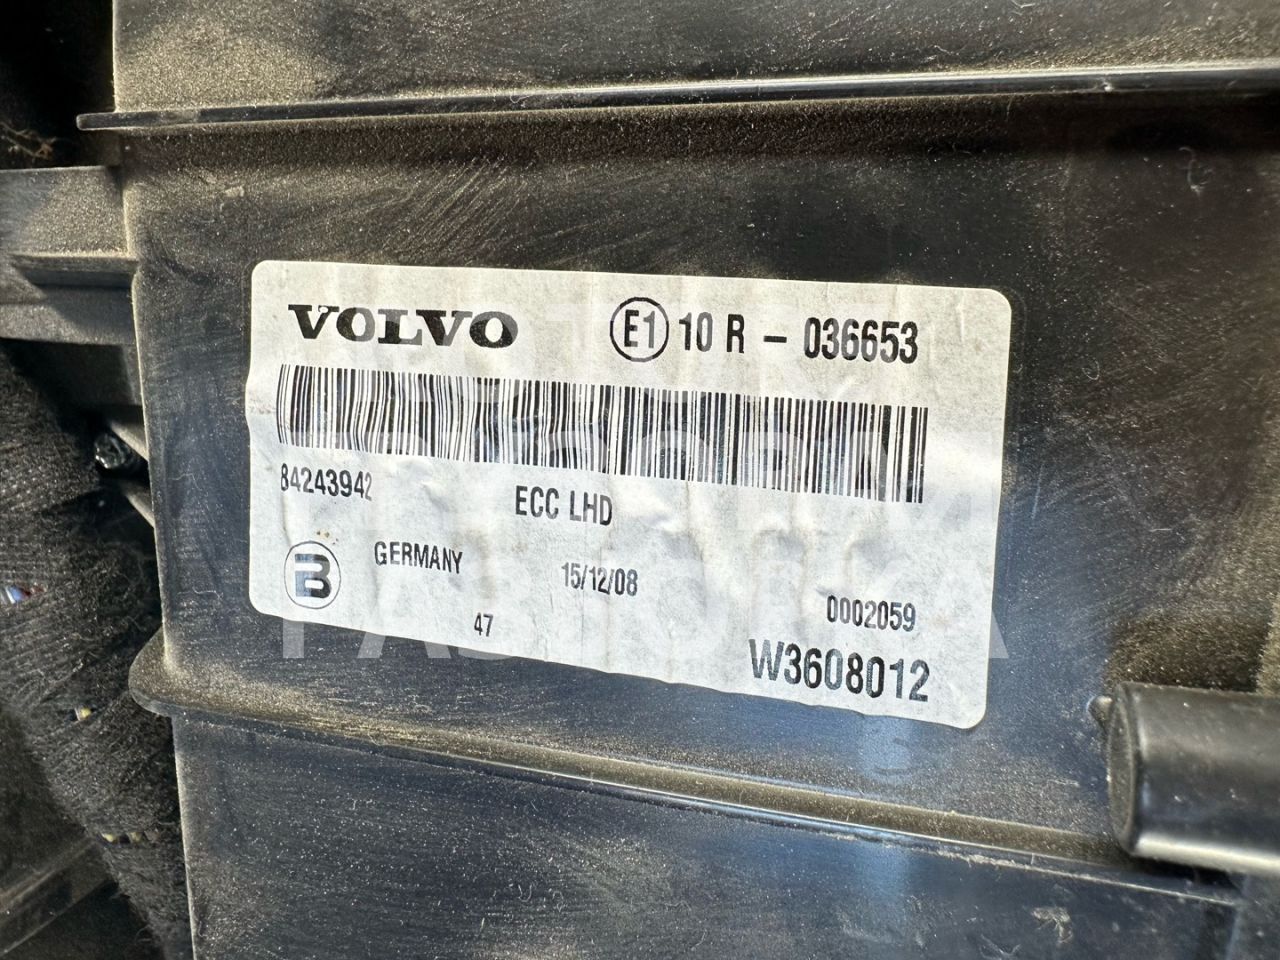 VOLVO E1 10 R - 036653
84243942 ECC LHD
B GERMANY 15/12/08 0002059
47 W3608012